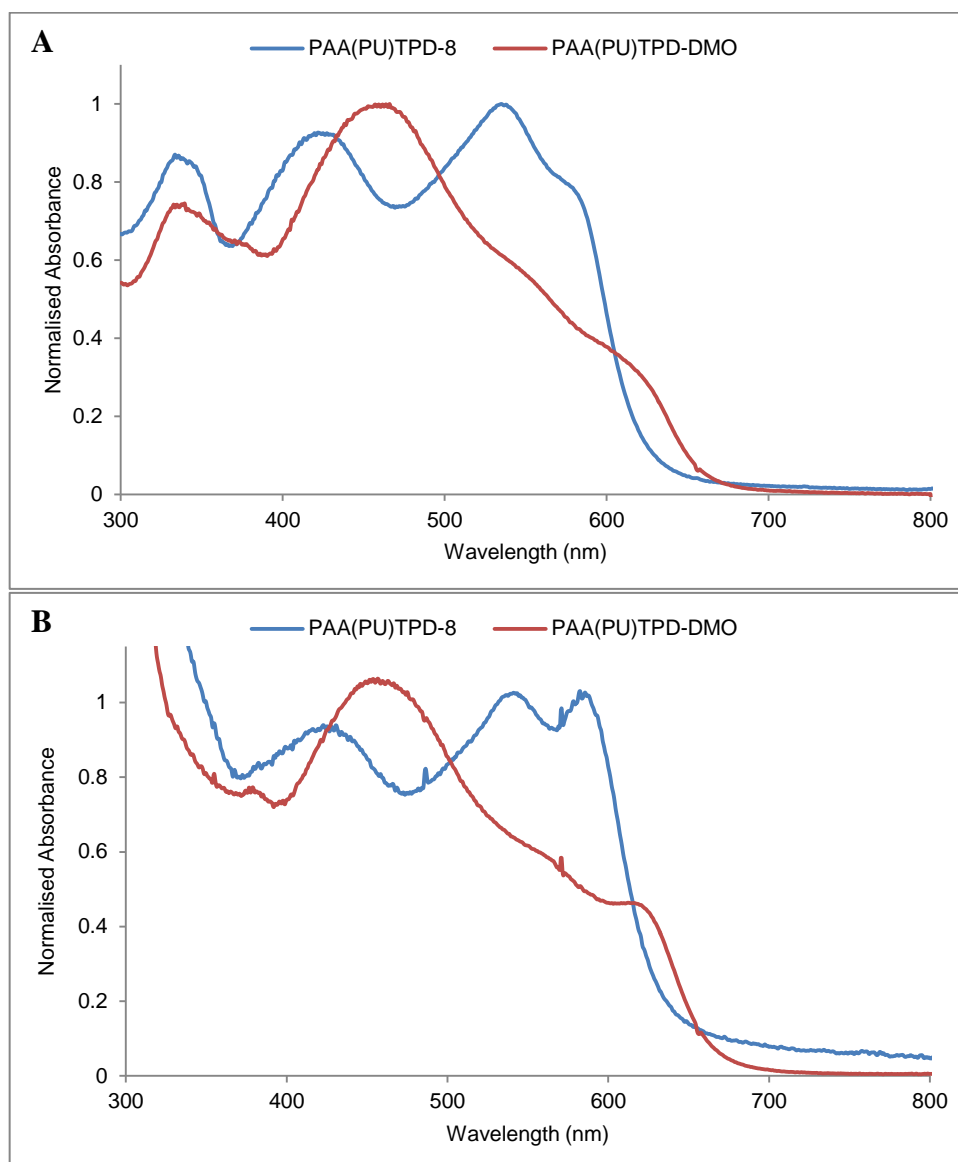 A
PAA(PU)TPD-8 PAA(PU)TPD-DMO
1
0.8
0.6
0.4
0.2
0
Normalised Absorbance
300 400 500 600 700 800
Wavelength (nm)
B
PAA(PU)TPD-8 PAA(PU)TPD-DMO
1
0.8
0.6
0.4
0.2
0
Normalised Absorbance
300 400 500 600 700 800
Wavelength (nm)